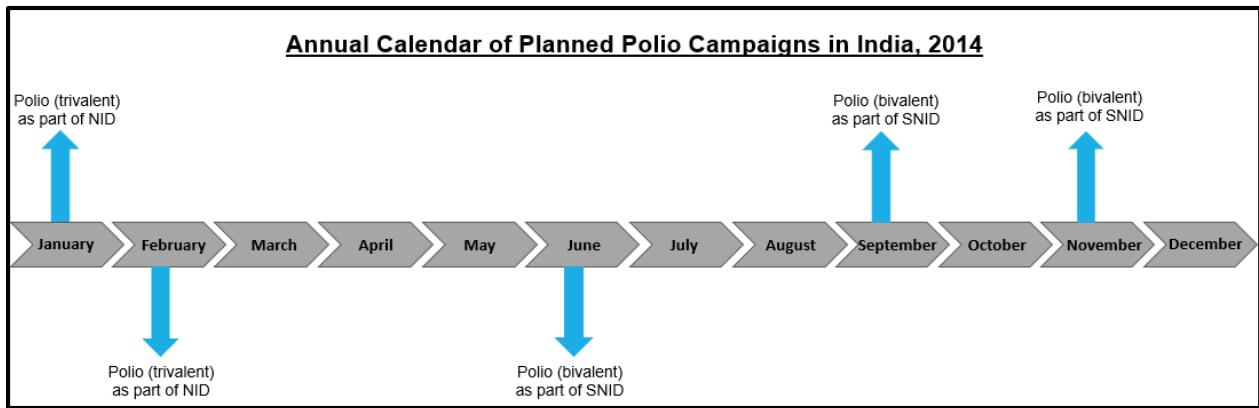 Annual Calendar of Planned Polio Campaigns in India, 2014
Polio (trivalent)
as part of NID
Polio (bivalent)
as part of SNID
Polio (bivalent)
as part of SNID
January
February
March
April
May
June
July
August
September
October
November
December
Polio (trivalent)
as part of NID
Polio (bivalent)
as part of SNID